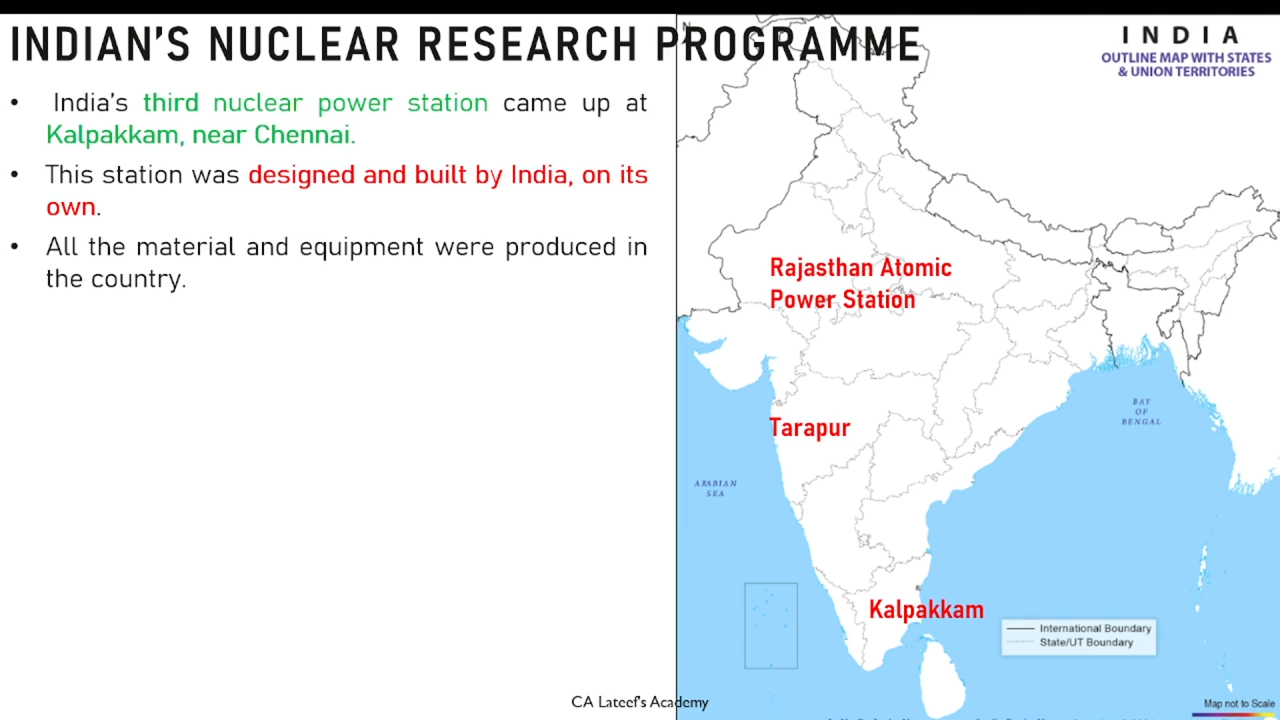 INDIAN'S NUCLEAR RESEARCH PROGRAMME
• India's third nuclear power station came up at
Kalpakkam, near Chennai.
• This station was designed and built by India, on its
own.
• All the material and equipment were produced in
the country.
N
I N D I A
OUTLINE MAP WITH STATES
& UNION TERRITORIES
Rajasthan Atomic
Power Station
Tarapur
BAY
OF
BENGAL
ARABIAN
SEA
Kalpakkam
International Boundary
State/UT Boundary
CA Lateef's Academy
Map not to Scale